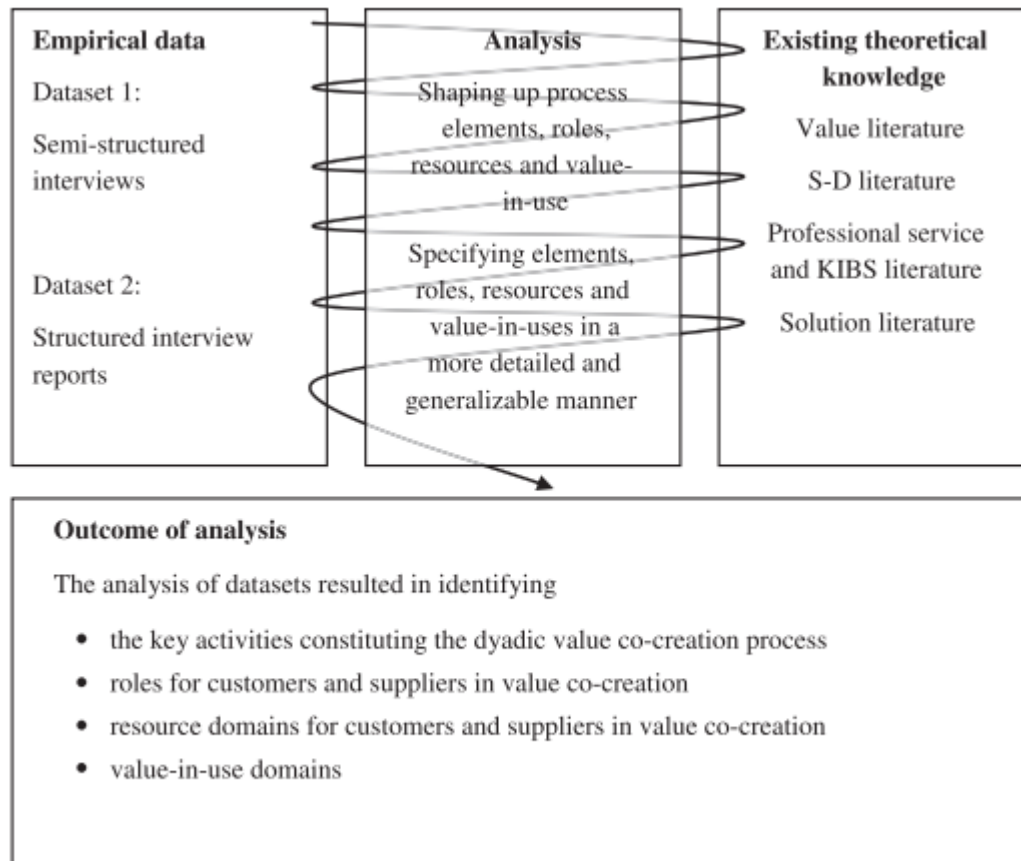 Empirical data
Dataset 1:
Semi-structured
interviews
Dataset 2:
Structured interview
reports
Analysis
Shaping up process
elements, roles,
resources and value-
in-use
Specifying elements,
roles, resources and
value-in-uses in a
more detailed and
generalizable manner
Existing theoretical
knowledge
Value literature
S-D literature
Professional service
and KIBS literature
Solution literature
Outcome of analysis
The analysis of datasets resulted in identifying
• the key activities constituting the dyadic value co-creation process
• roles for customers and suppliers in value co-creation
• resource domains for customers and suppliers in value co-creation
• value-in-use domains